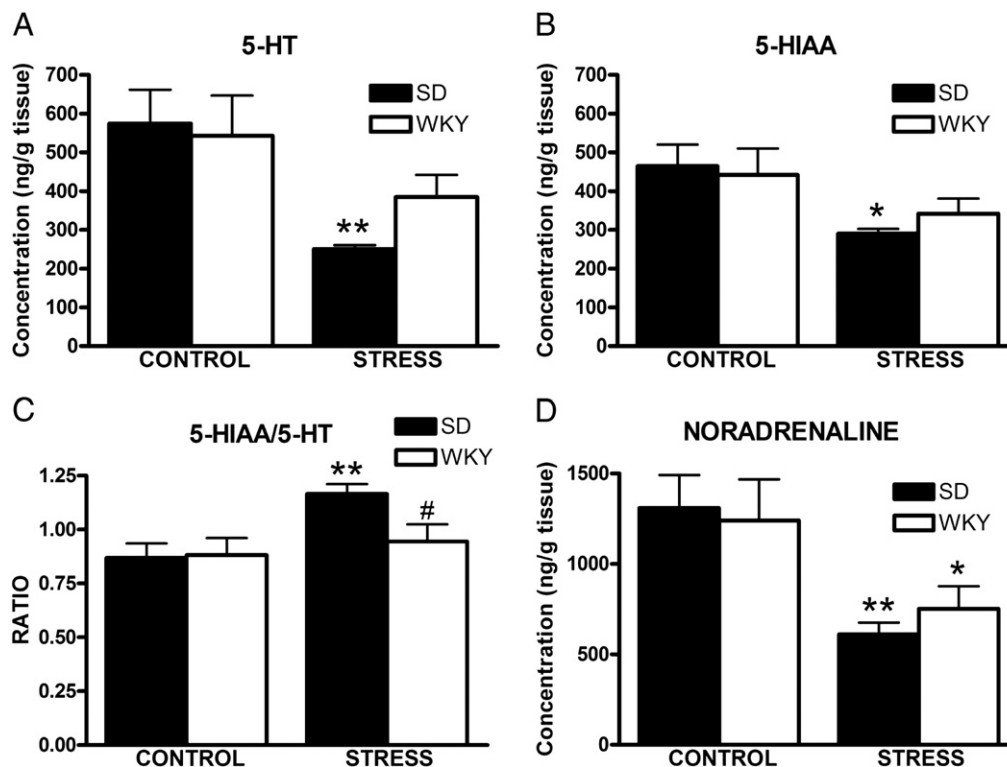 A
5-HT
Concentration (ng/g tissue)
700
600
500
400
300
200
100
0
SD
WKY
**
CONTROL
STRESS
B
5-HIAA
Concentration (ng/g tissue)
700
600
500
400
300
200
100
0
SD
WKY
*
CONTROL
STRESS
C
5-HIAA/5-HT
RATIO
1.25
1.00
0.75
0.50
0.25
0.00
SD
WKY
**
#
CONTROL
STRESS
D
NORADRENALINE
Concentration (ng/g tissue)
1500
1000
500
0
SD
WKY
**
*
CONTROL
STRESS